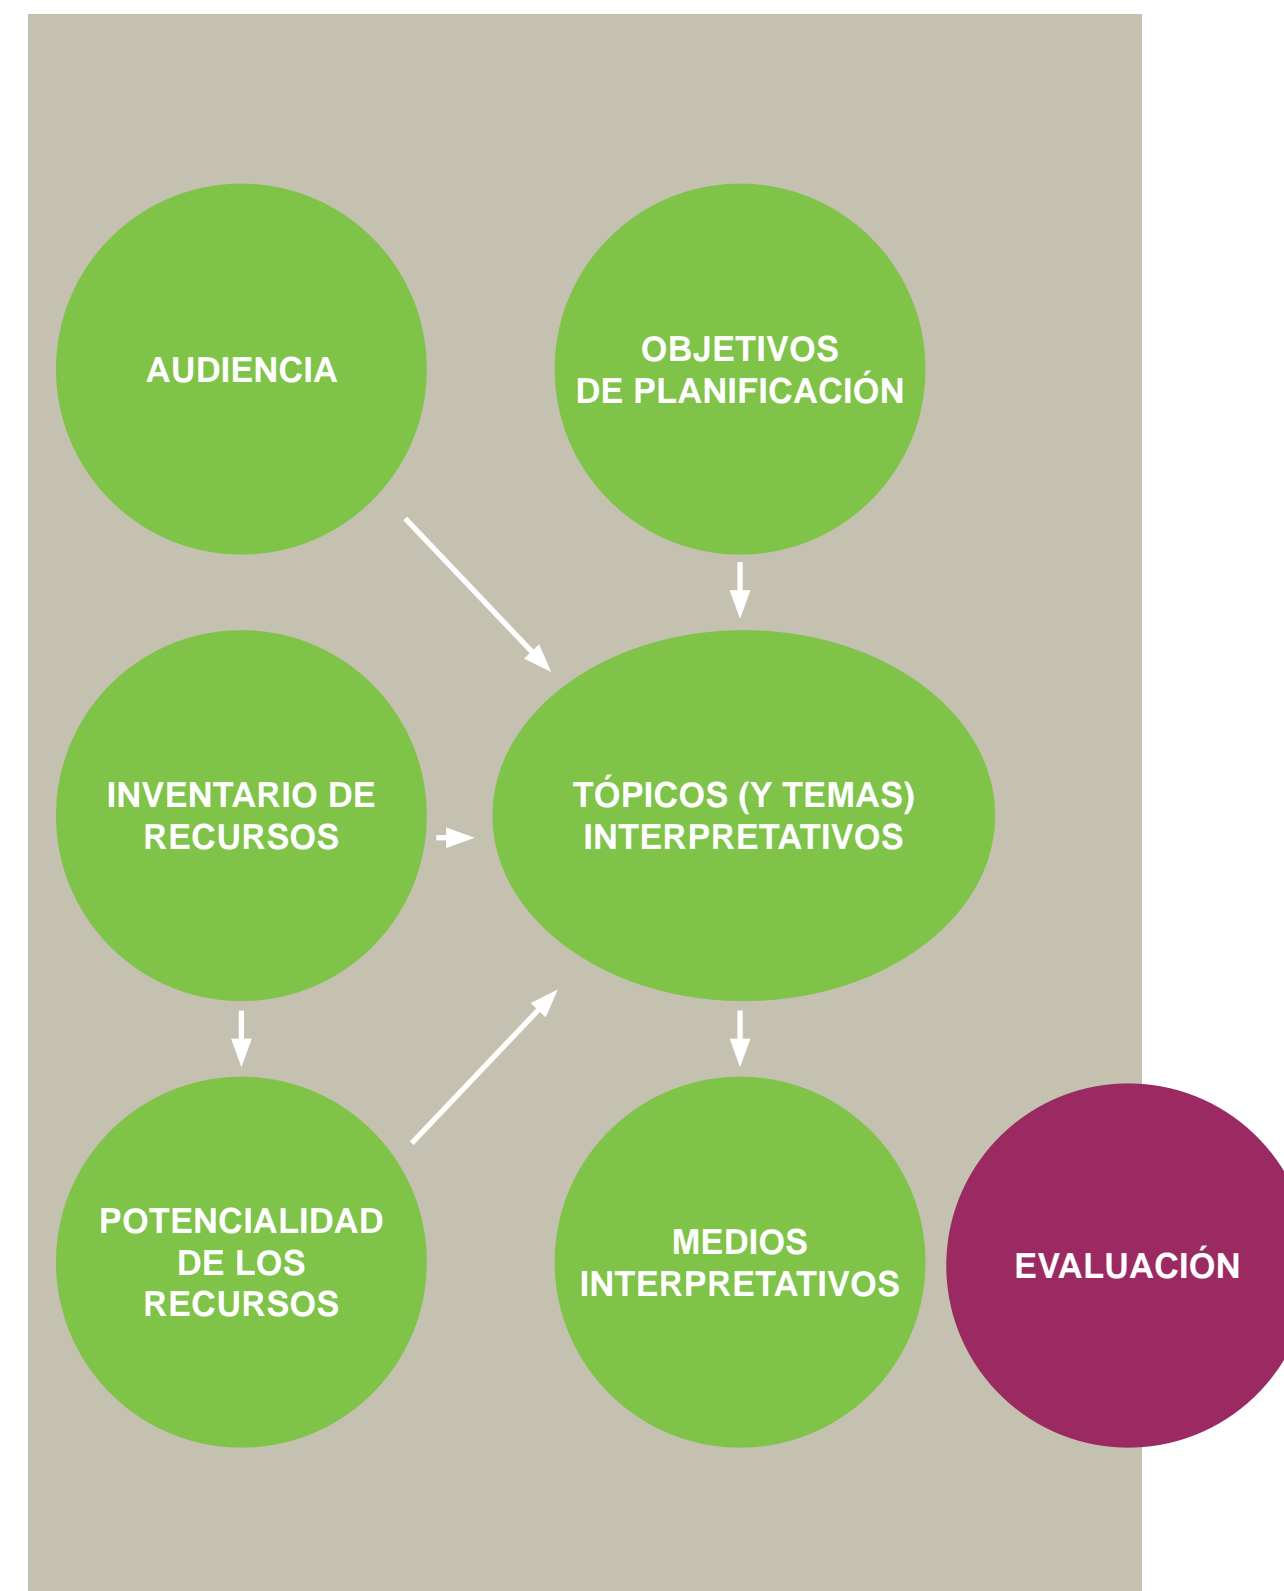 AUDIENCIA
OBJETIVOS
DE PLANIFICACIÓN
INVENTARIO DE
RECURSOS
TÓPICOS (Y TEMAS)
INTERPRETATIVOS
POTENCIALIDAD
DE LOS
RECURSOS
MEDIOS
INTERPRETATIVOS
EVALUACIÓN